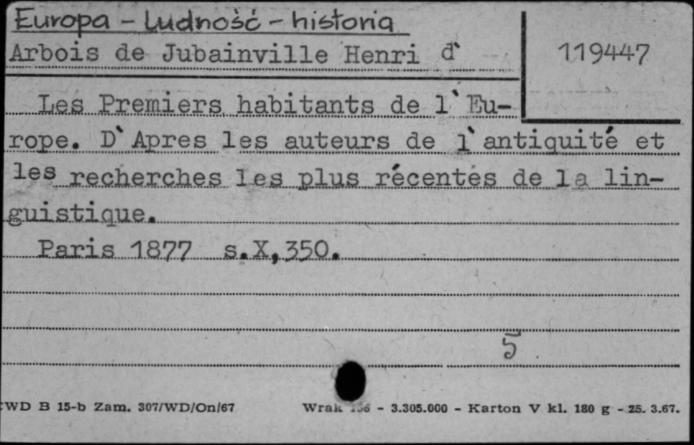 Europa - Ludność - historia
Arbois de Jubainville Henri d`
119447
Les Premiers habitants de l`Eu-
rope. D`Apres les auteurs de l`antiquité et
les recherches les plus récentes de la lin-
guistique.
Paris 1877 s.X,350.
5
WD B 15-b Zam. 307/WD/On/67 Wrak - 3.305.000 - Karton V kl. 180 g - 25. 3.67.